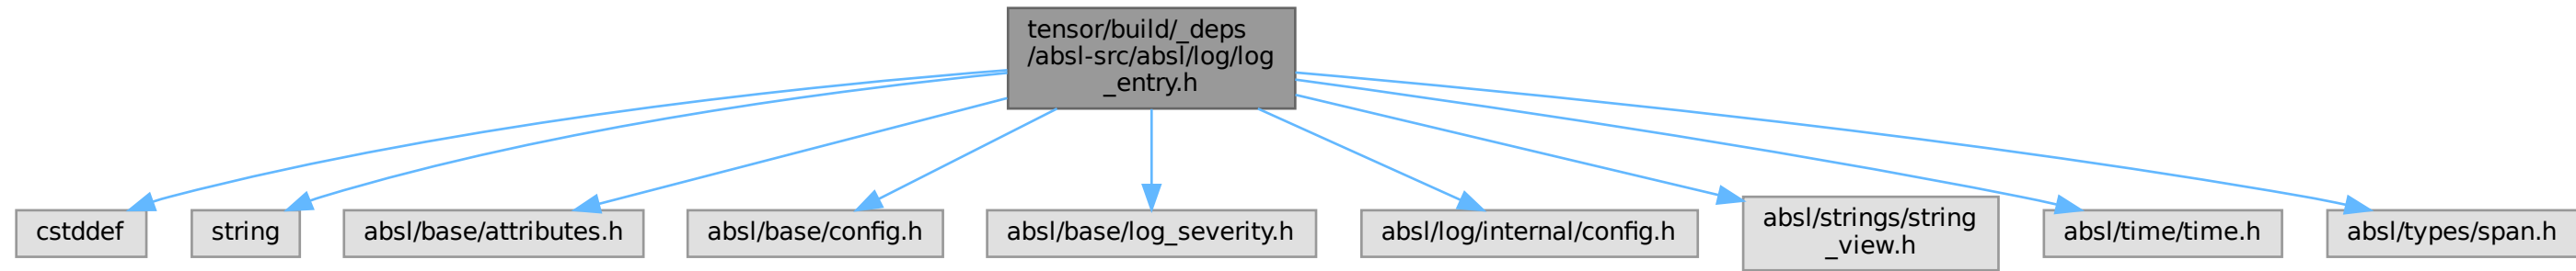 tensor/build/_deps
/absl-src/absl/log/log
_entry.h
cstddef
string
absl/base/attributes.h
absl/base/config.h
absl/base/log_severity.h
absl/log/internal/config.h
absl/strings/string
_view.h
absl/time/time.h
absl/types/span.h